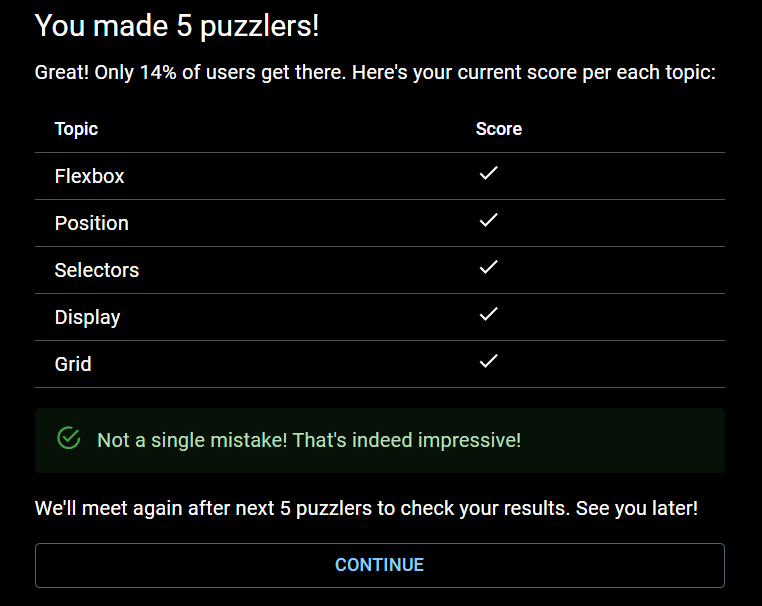 You made 5 puzzlers!
Great! Only 14% of users get there. Here's your current score per each topic:
Topic Score
Flexbox
Position
Selectors
Display
Grid
Not a single mistake! That's indeed impressive!
We'll meet again after next 5 puzzlers to check your results. See you later!
CONTINUE